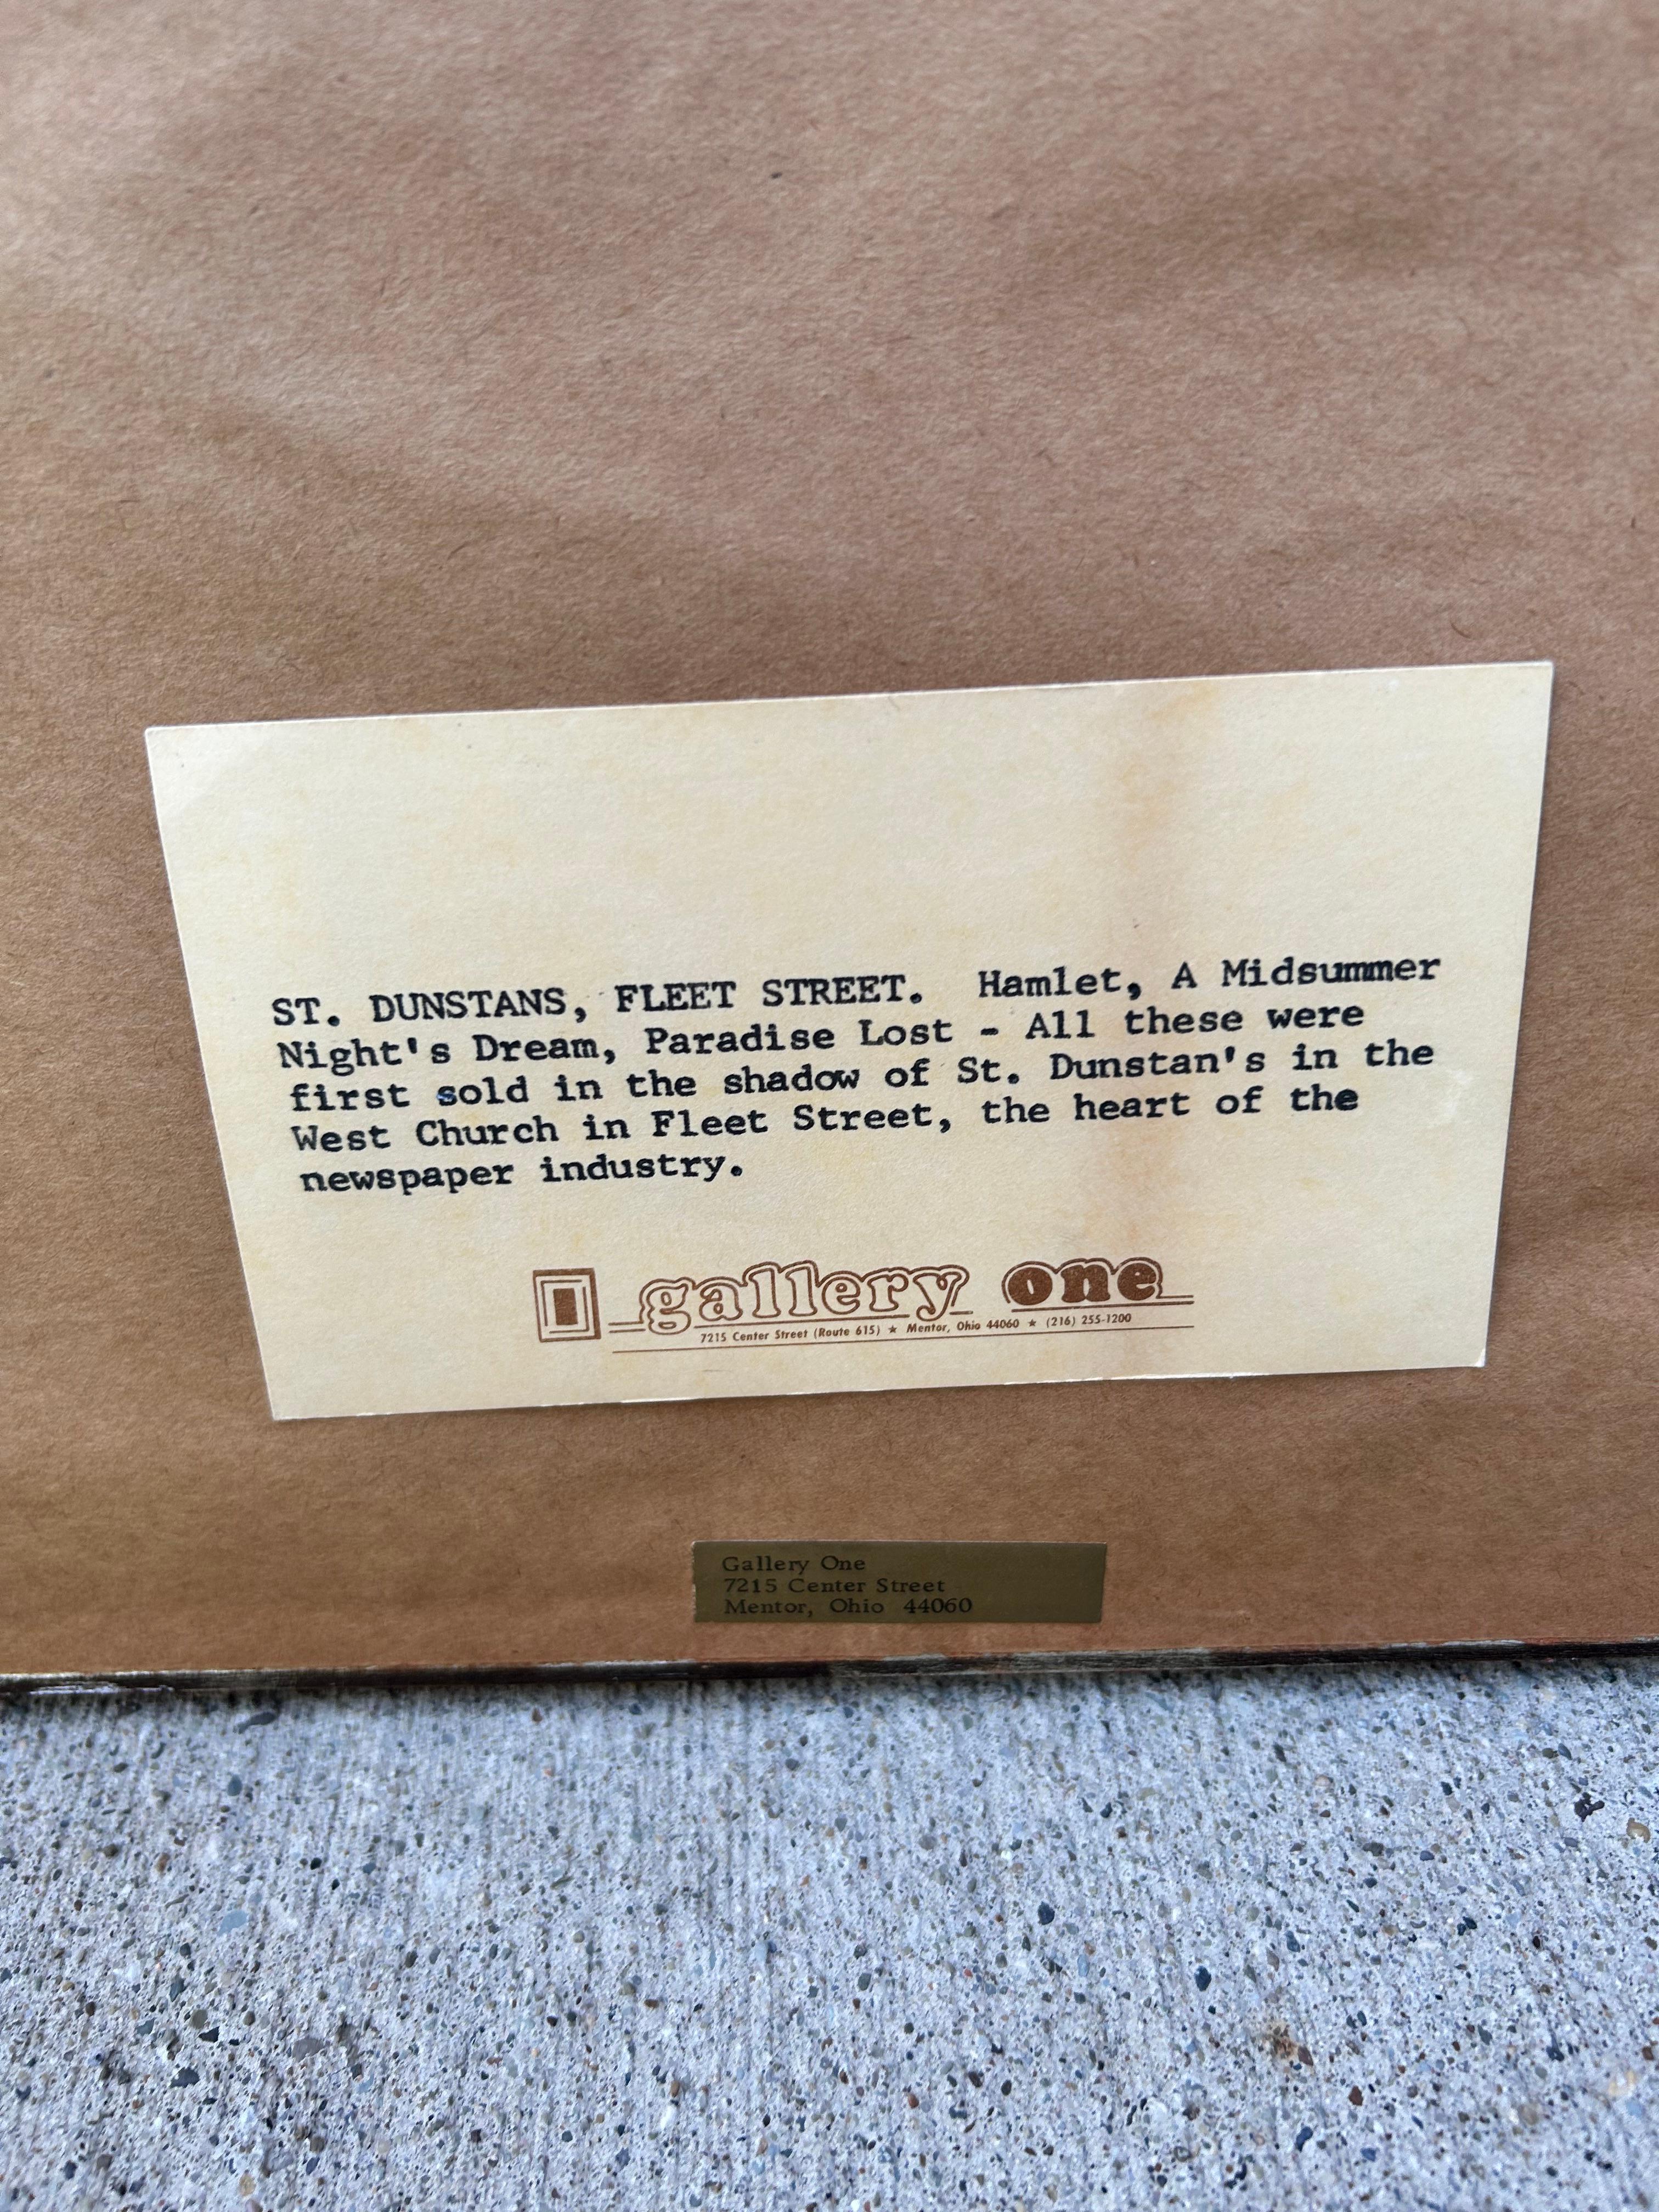 ST. DUNSTANS, FLEET STREET. Hamlet, A Midsummer
Night's Dream, Paradise Lost - All these were
first sold in the shadow of St. Dunstan's in the
West Church in Fleet Street, the heart of the
newspaper industry.
gallery one
7215 Center Street (Route 615) ★ Mentor, Ohio 44060 ★ (216) 255-1200
Gallery One
7215 Center Street
Mentor, Ohio 44060